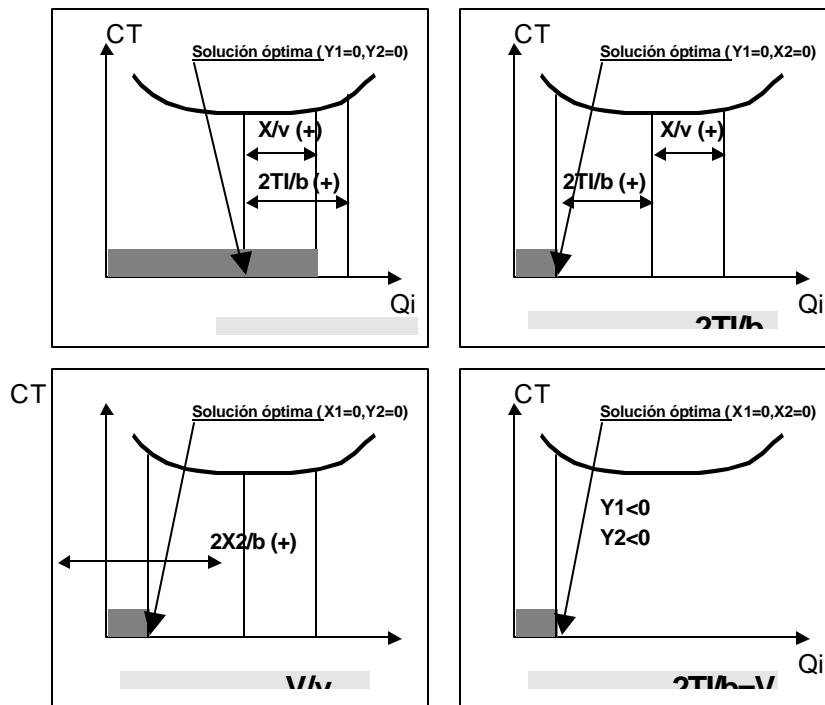 CT
Solución óptima (Y1=0,Y2=0)
X/v (+)
2TI/b (+)
Qi
CT
Solución óptima (Y1=0,X2=0)
X/v (+)
2TI/b (+)
Qi
2TI/b
CT
Solución óptima (X1=0,Y2=0)
2X2/b (+)
V/v
CT
Solución óptima (X1=0,X2=0)
Y1<0
Y2<0
Qi
2TI/b=V